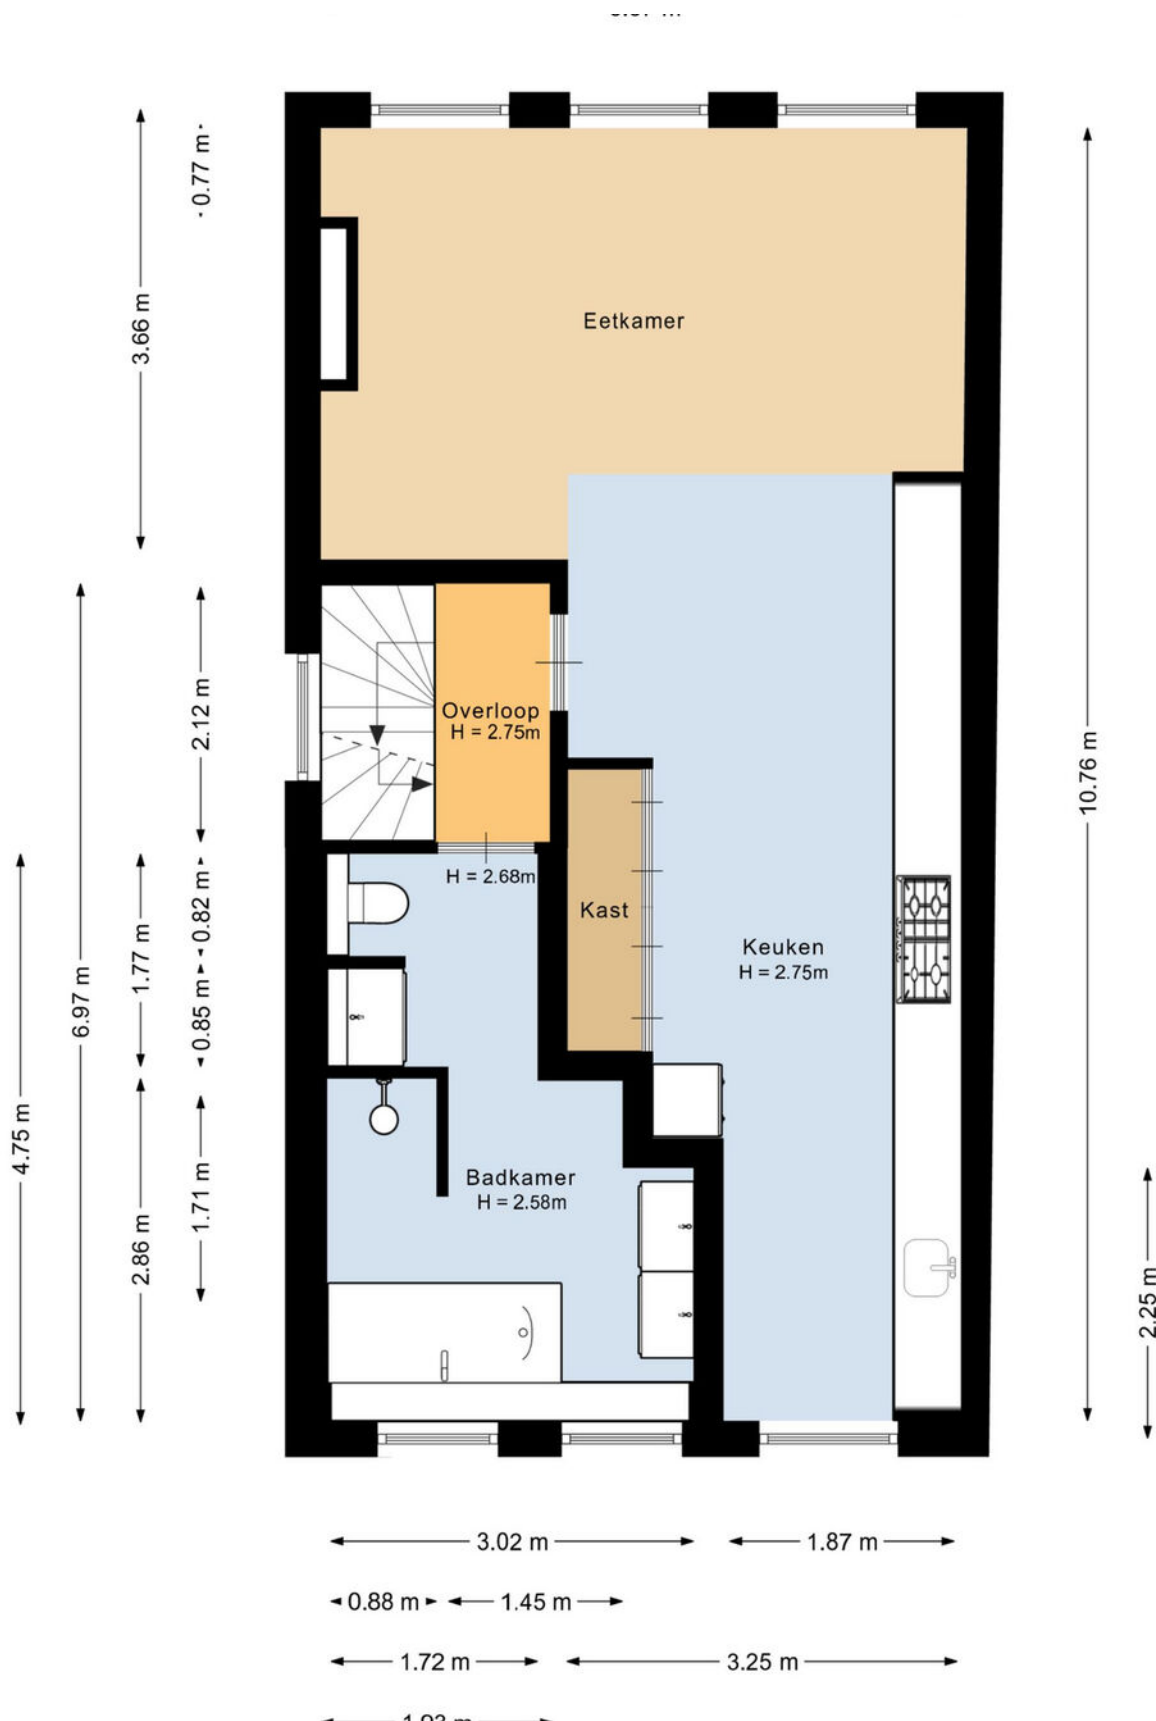 0.77 m
3.66 m
Eetkamer
Overloop
H = 2.75m
2.12 m
10.76 m
H = 2.68m
0.82 m
Kast
1.77 m
Keuken
H = 2.75m
6.97 m
0.85 m
4.75 m
Badkamer
H = 2.58m
1.71 m
2.86 m
2.25 m
3.02 m
1.87 m
0.88 m
1.45 m
1.72 m
3.25 m